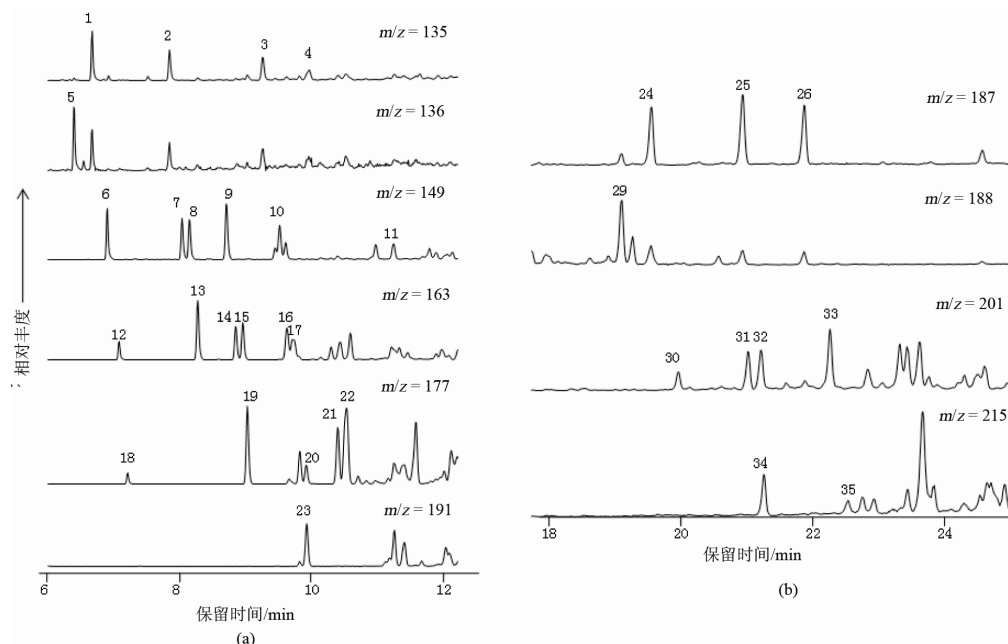 1
2
3
4
m/z = 135
5
m/z = 136
6
7
8
9
10
11
m/z = 149
12
13
14
15
16
17
m/z = 163
18
19
20
21
22
m/z = 177
23
m/z = 191
相对丰度
6
8
10
12
保留时间/min
(a)
24
25
26
m/z = 187
29
m/z = 188
30
31
32
33
m/z = 201
34
35
m/z = 215
18
20
22
24
保留时间/min
(b)